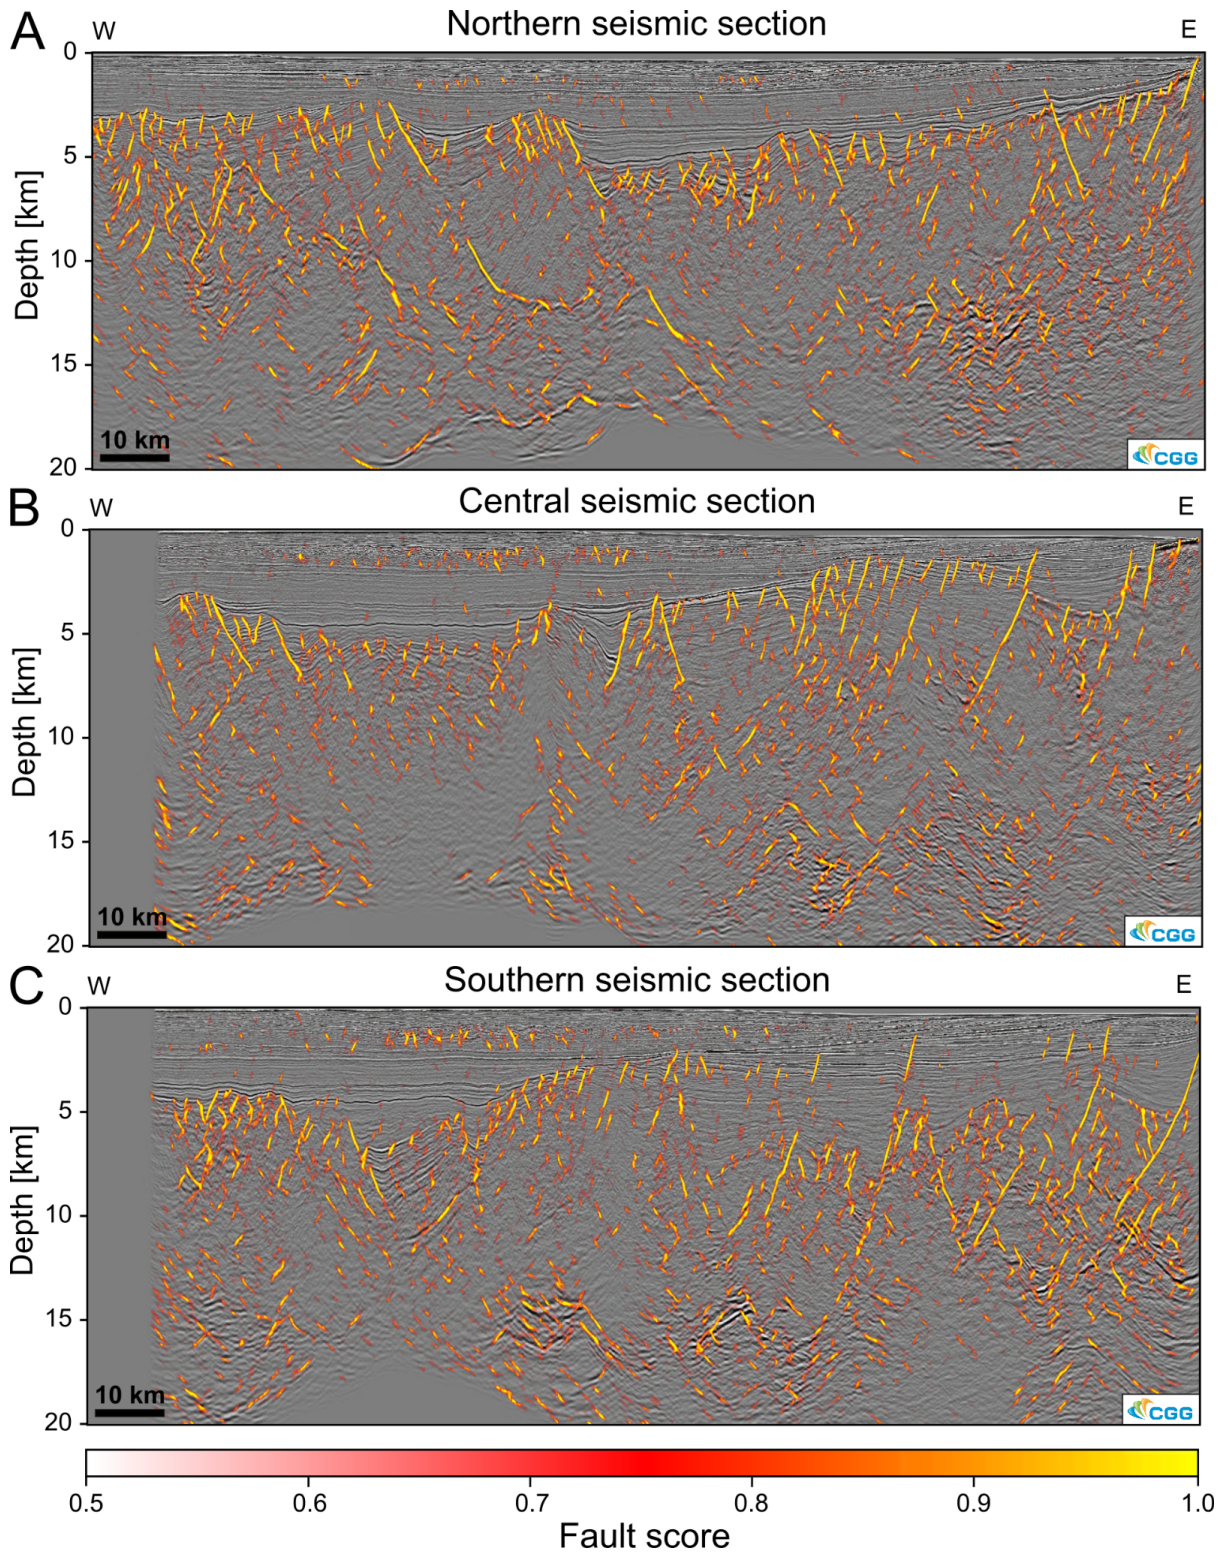 A
Northern seismic section
W
E
0
5
10
15
20
Depth [km]
10 km
CGG
B
Central seismic section
W
E
0
5
10
15
20
Depth [km]
10 km
CGG
C
Southern seismic section
W
E
0
5
10
15
20
Depth [km]
10 km
CGG
0.5 0.6 0.7 0.8 0.9 1.0
Fault score